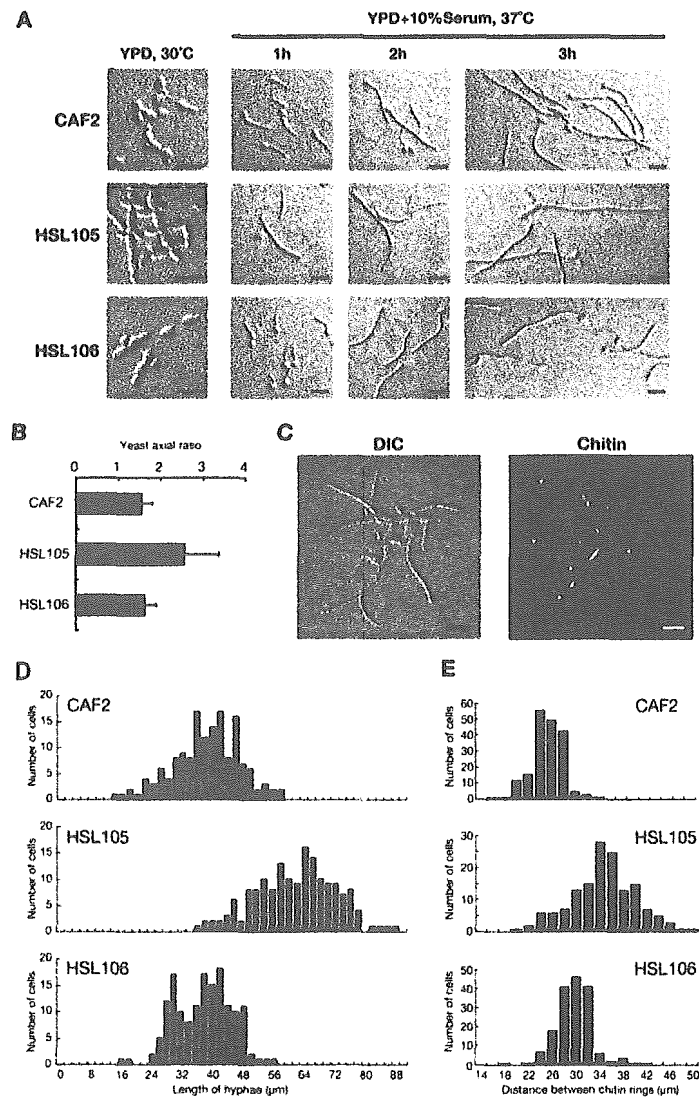 A
YPD+10%Serum, 37°C
YPD, 30°C 1h 2h 3h
CAF2
HSL105
HSL106
B
Yeast axial ratio
0 1 2 3 4
CAF2
HSL105
HSL106
C
DIC Chitin
D
E
CAF2
Number of cells
20
15
10
5
0
CAF2
Number of cells
60
50
40
30
20
10
0
HSL105
Number of cells
20
15
10
5
0
HSL105
Number of cells
30
20
10
0
HSL106
Number of cells
20
15
10
5
0
HSL106
Number of cells
50
40
30
20
10
0
0 8 16 24 32 40 48 56 64 72 80 88
Length of hyphae (μm)
14 18 22 26 30 34 38 42 46 50
Distance between chitin rings (μm)